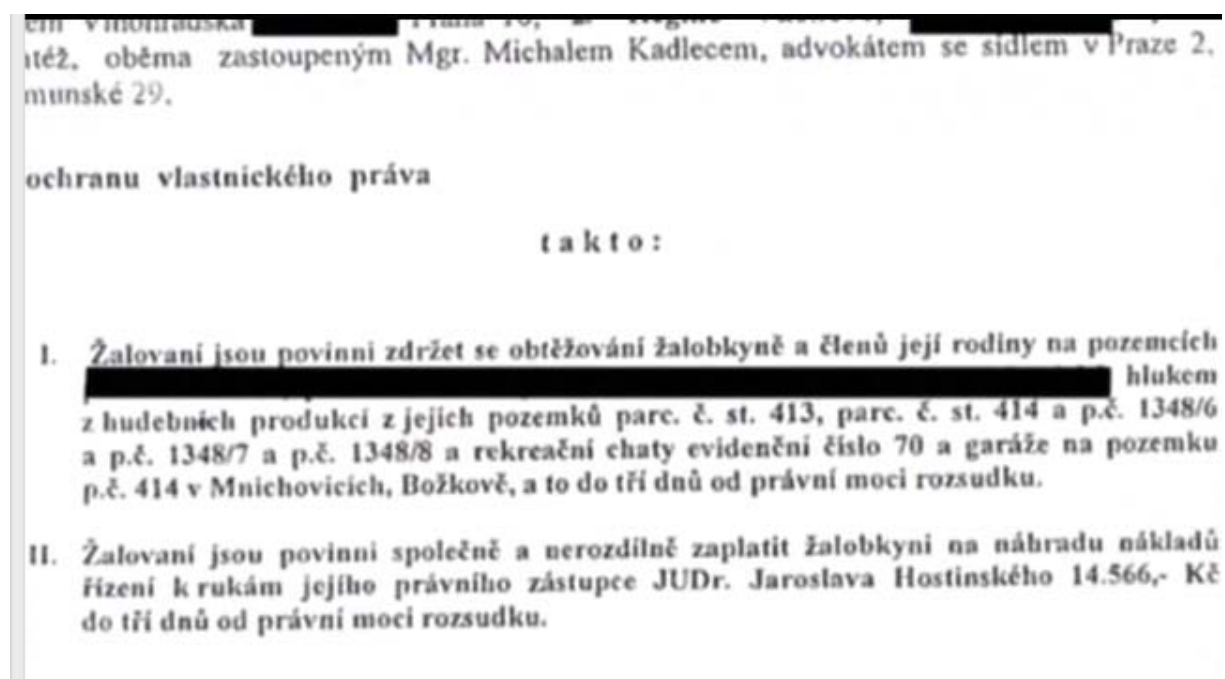 Vinohradská Praha 10, 2.
též, oběma zastoupeným Mgr. Michalem Kadlecem, advokátem se sídlem v Praze 2,
munské 29,
ochranu vlastnického práva
t a k t o :
I. Žalovaní jsou povinni zdržet se obtěžování žalobkyně a členů její rodiny na pozemcích
hlukem
z hudebních produkcí z jejich pozemků parc. č. st. 413, parc. č. st. 414 a p.č. 1348/6
a p.č. 1348/7 a p.č. 1348/8 a rekreační chaty evidenční číslo 70 a garáže na pozemku
p.č. 414 v Mnichovicích, Božkově, a to do tří dnů od právní moci rozsudku.
II. Žalovaní jsou povinni společně a nerozdílně zaplatit žalobkyni na náhradu nákladů
řízení k rukám jejího právního zástupce JUDr. Jaroslava Hostinského 14.566,- Kč
do tří dnů od právní moci rozsudku.